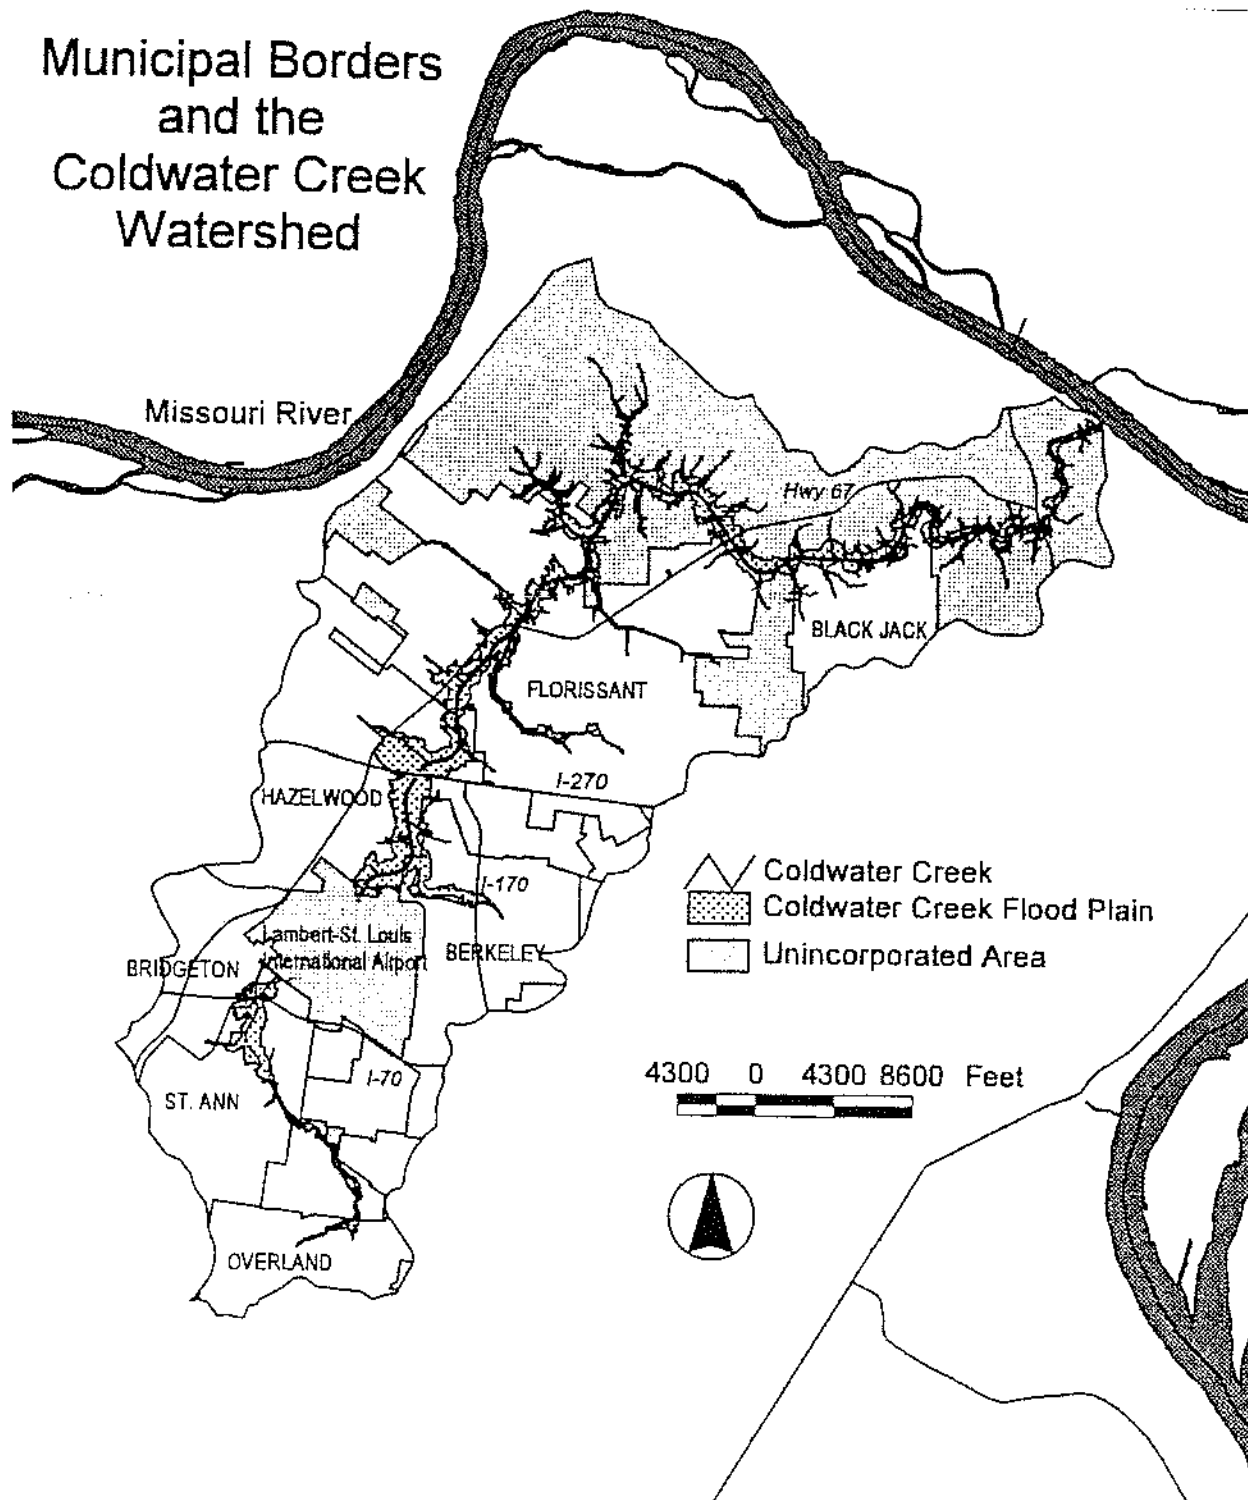 Municipal Borders
and the
Coldwater Creek
Watershed
Missouri River
Hwy 67
BLACK JACK
FLORISSANT
I-270
HAZELWOOD
I-170
Lambert-St. Louis
International Airport
BERKELEY
BRIDGETON
I-70
ST. ANN
OVERLAND
Coldwater Creek
Coldwater Creek Flood Plain
Unincorporated Area
4300 0 4300 8600 Feet